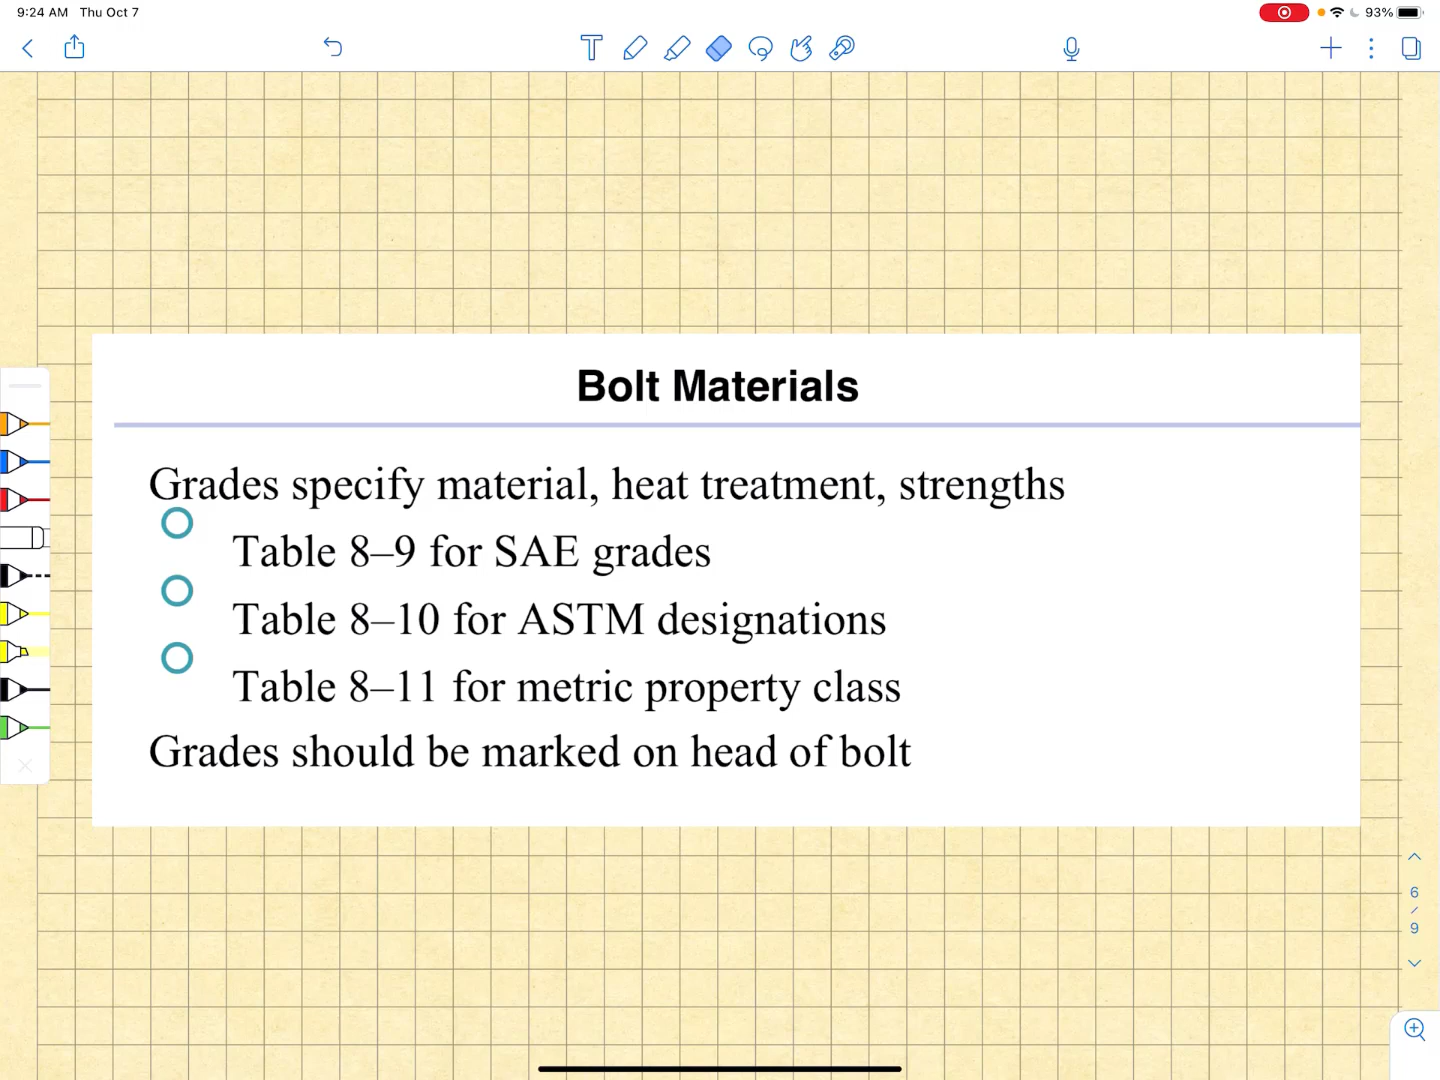 9:24 AM Thu Oct 7
93%
T
Bolt Materials
Grades specify material, heat treatment, strengths
Table 8–9 for SAE grades
Table 8–10 for ASTM designations
Table 8–11 for metric property class
Grades should be marked on head of bolt
6
/
9